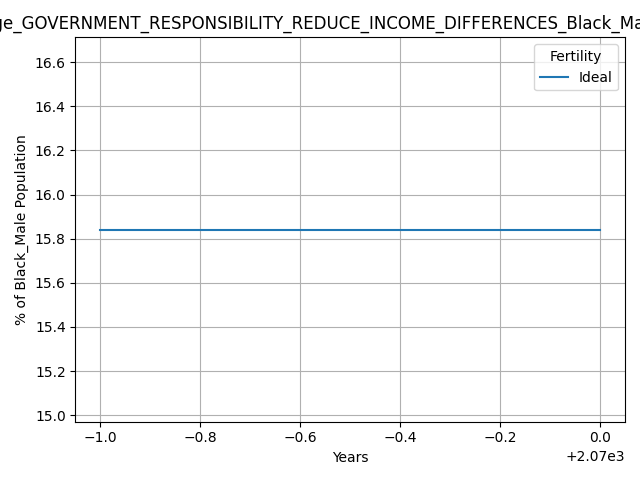 ge_GOVERNMENT_RESPONSIBILITY_REDUCE_INCOME_DIFFERENCES_Black_Ma
Fertility
Ideal
% of Black_Male Population
16.6
16.4
16.2
16.0
15.8
15.6
15.4
15.2
15.0
−1.0 −0.8 −0.6 −0.4 −0.2 0.0
Years
+2.07e3